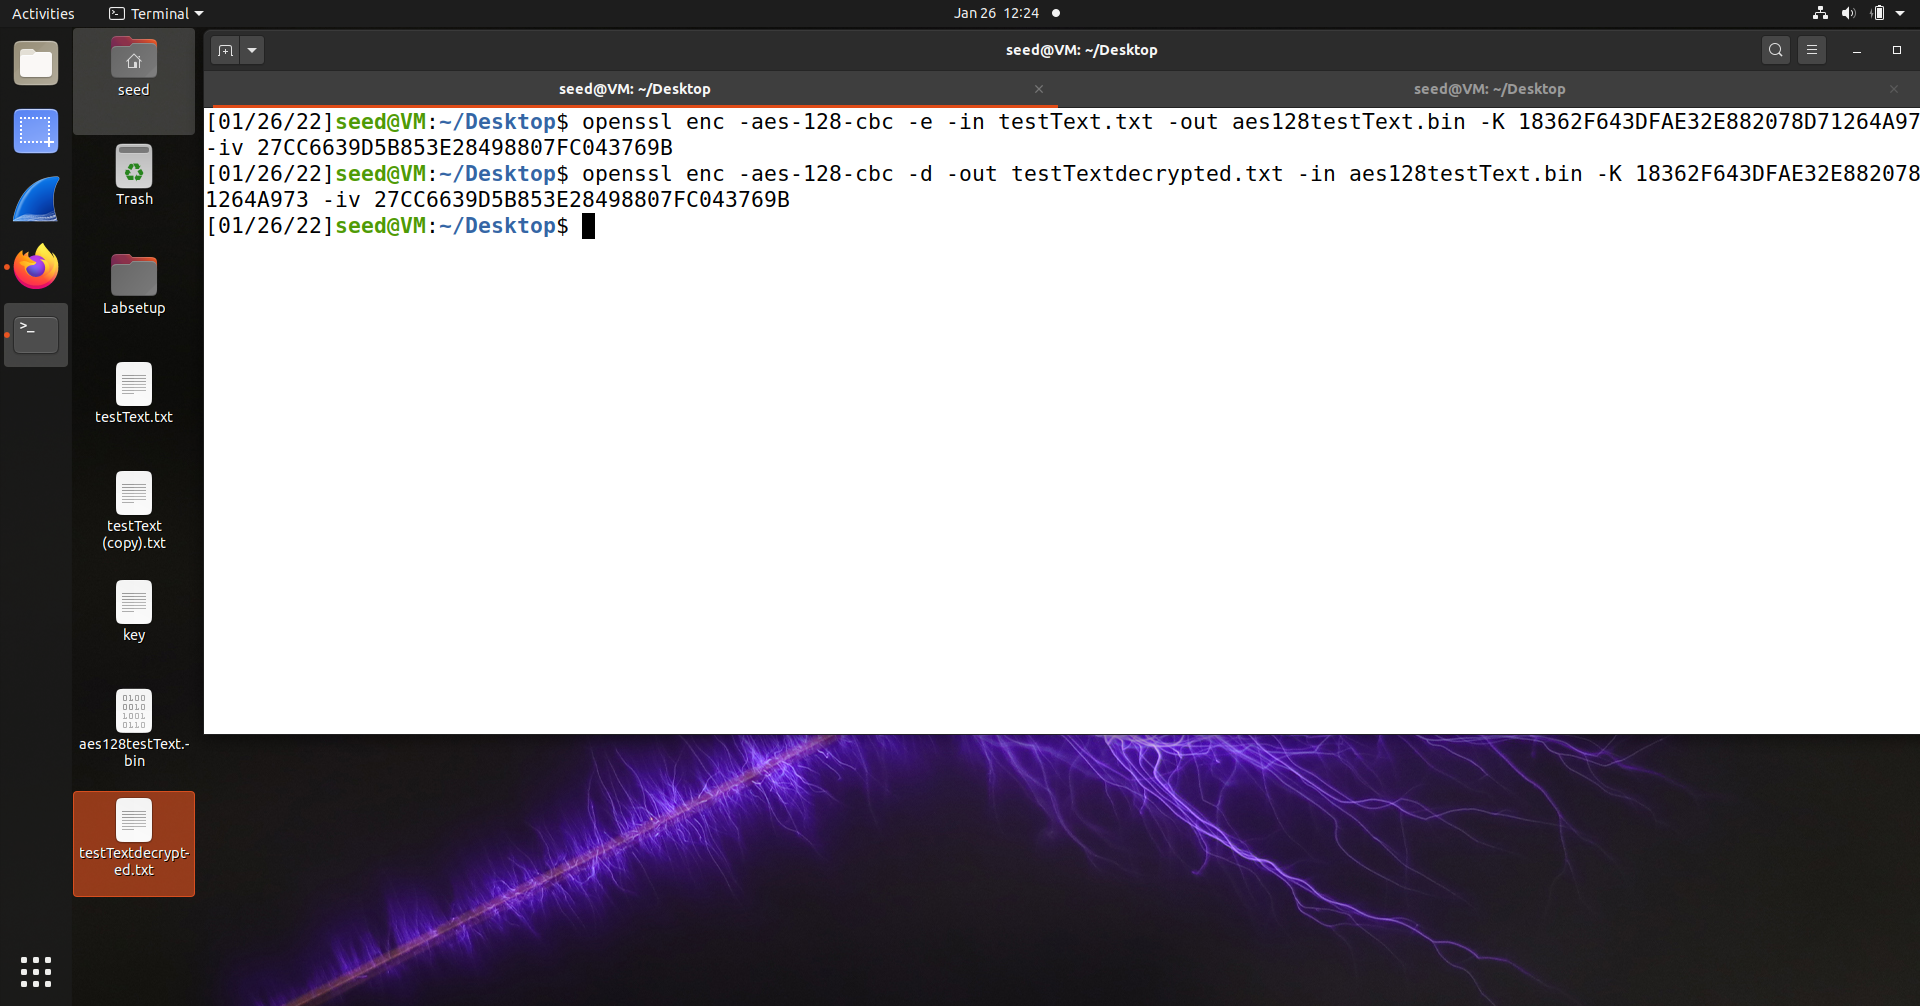 Activities
Terminal
Jan 26 12:24
seed@VM: ~/Desktop
seed@VM: ~/Desktop
seed@VM: ~/Desktop
[01/26/22]seed@VM:~/Desktop$ openssl enc -aes-128-cbc -e -in testText.txt -out aes128testText.bin -K 18362F643DFAE32E882078D71264A97
-iv 27CC6639D5B853E28498807FC043769B
[01/26/22]seed@VM:~/Desktop$ openssl enc -aes-128-cbc -d -out testTextdecrypted.txt -in aes128testText.bin -K 18362F643DFAE32E882078
1264A973 -iv 27CC6639D5B853E28498807FC043769B
[01/26/22]seed@VM:~/Desktop$
seed
Trash
Labsetup
testText.txt
testText
(copy).txt
key
0100
0010
1001
0110
aes128testText.-
bin
testTextdecrypt-
ed.txt